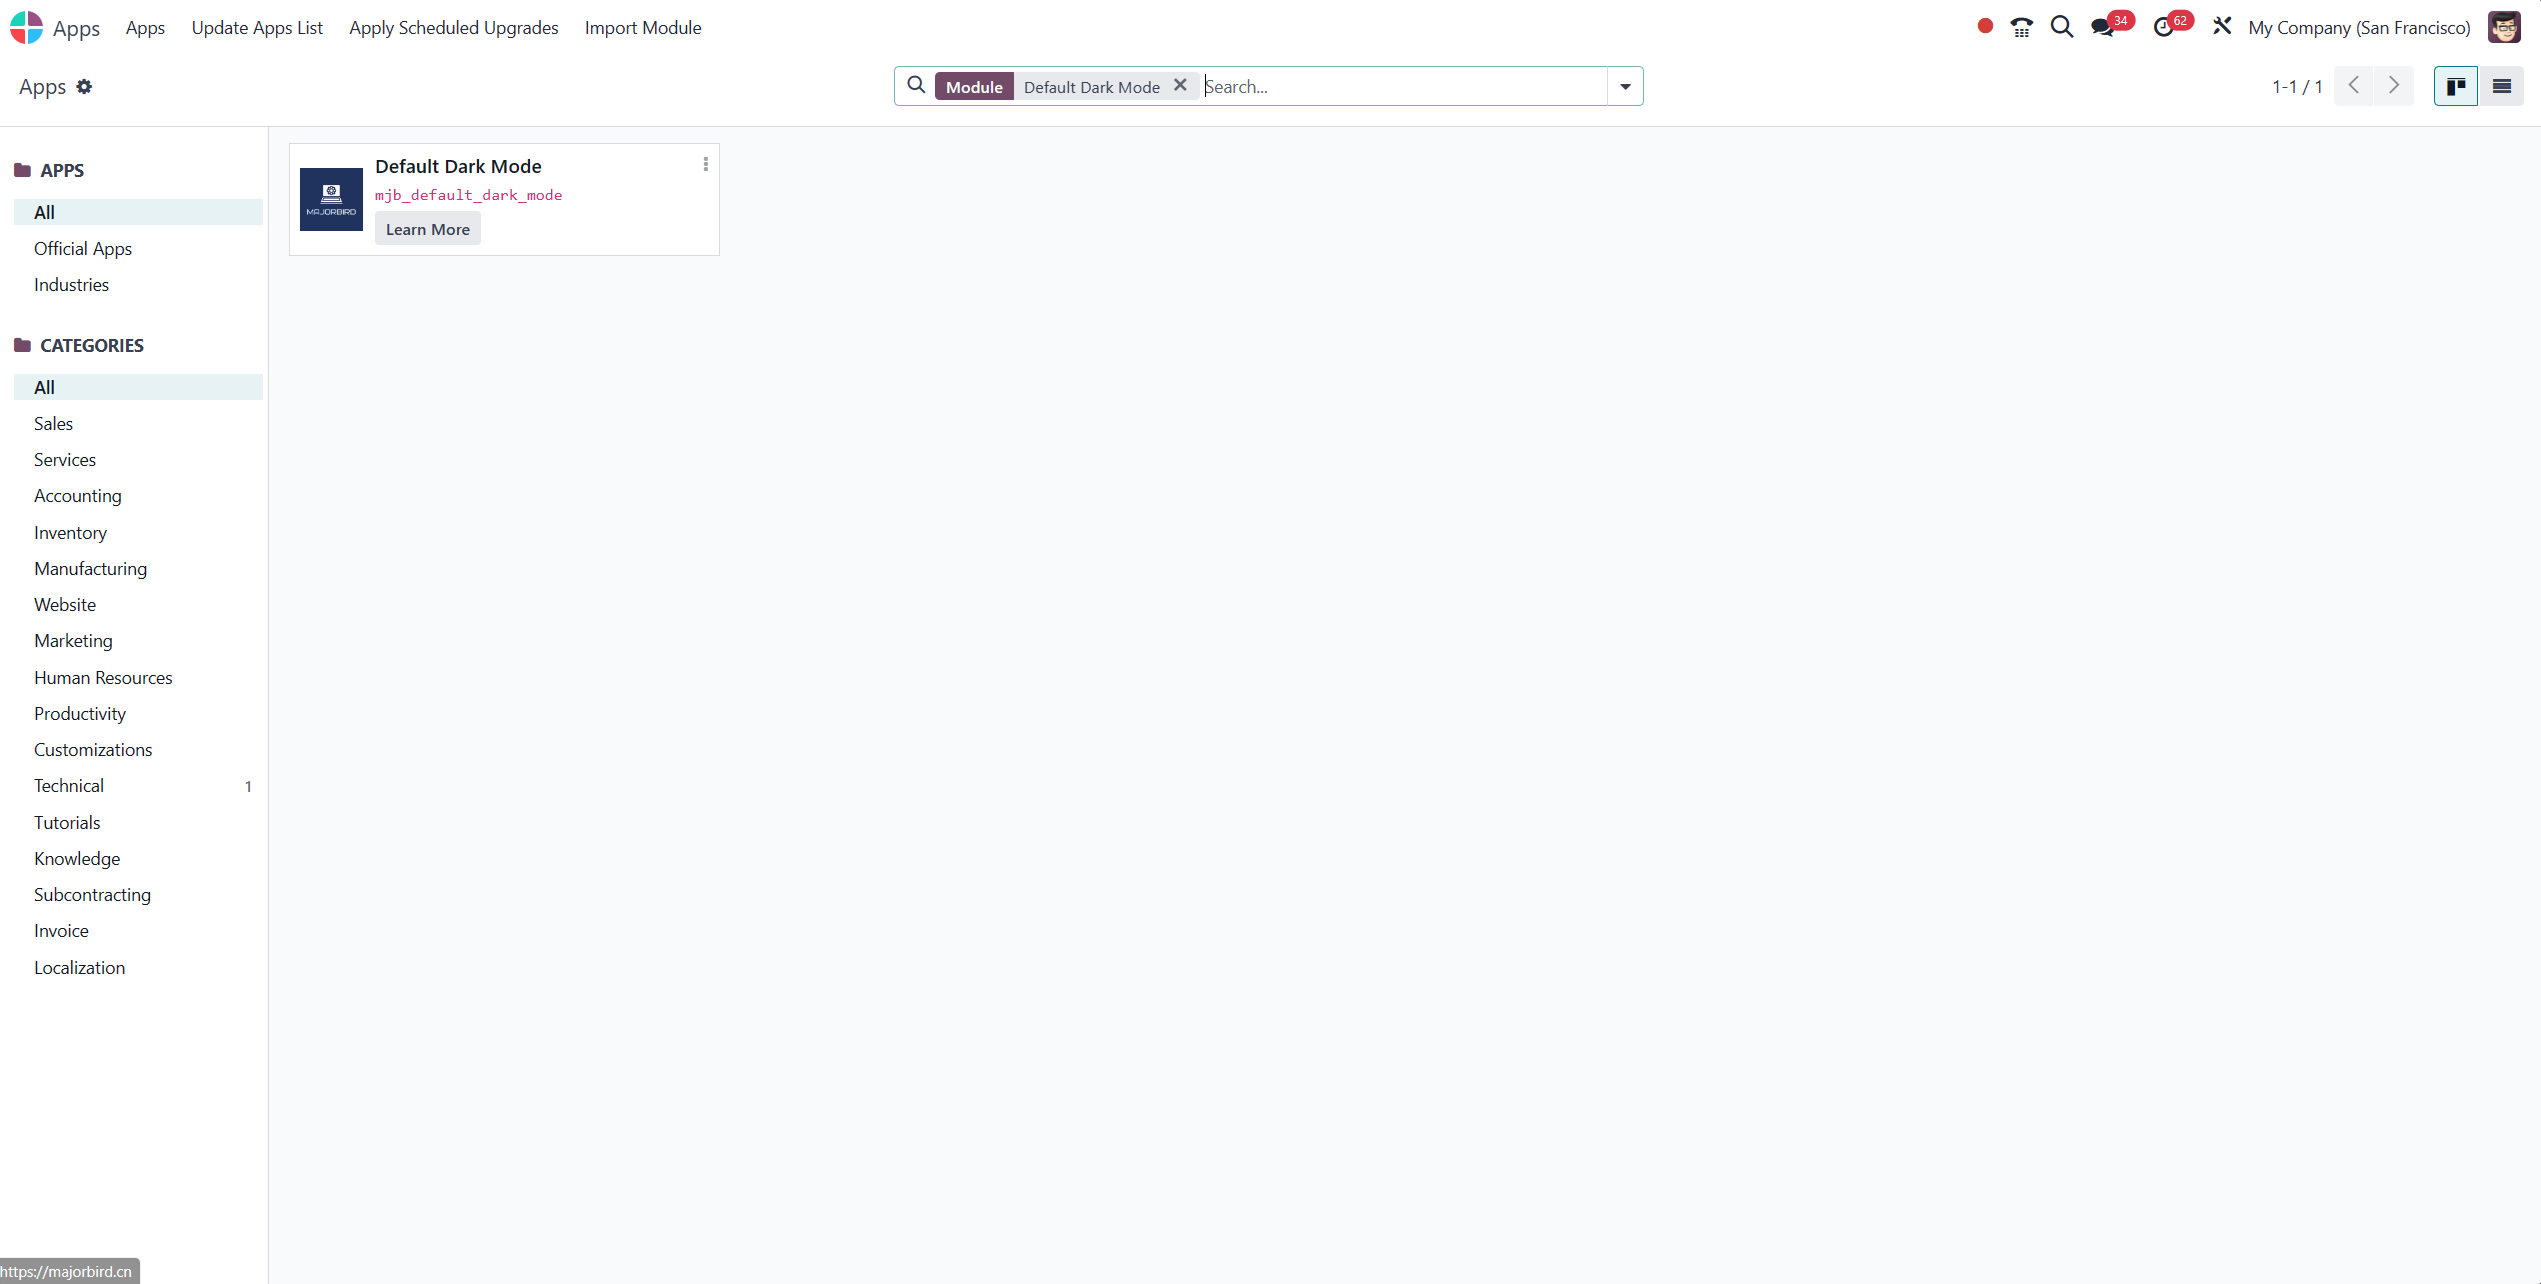 Apps Apps Update Apps List Apply Scheduled Upgrades Import Module 34 62 My Company (San Francisco)
Apps Module Default Dark Mode Search... 1-1 / 1
APPS
All
Official Apps
Industries
CATEGORIES
All
Sales
Services
Accounting
Inventory
Manufacturing
Website
Marketing
Human Resources
Productivity
Customizations
Technical 1
Tutorials
Knowledge
Subcontracting
Invoice
Localization
MAJORBIRD
Default Dark Mode
mjb_default_dark_mode
Learn More
https://majorbird.cn